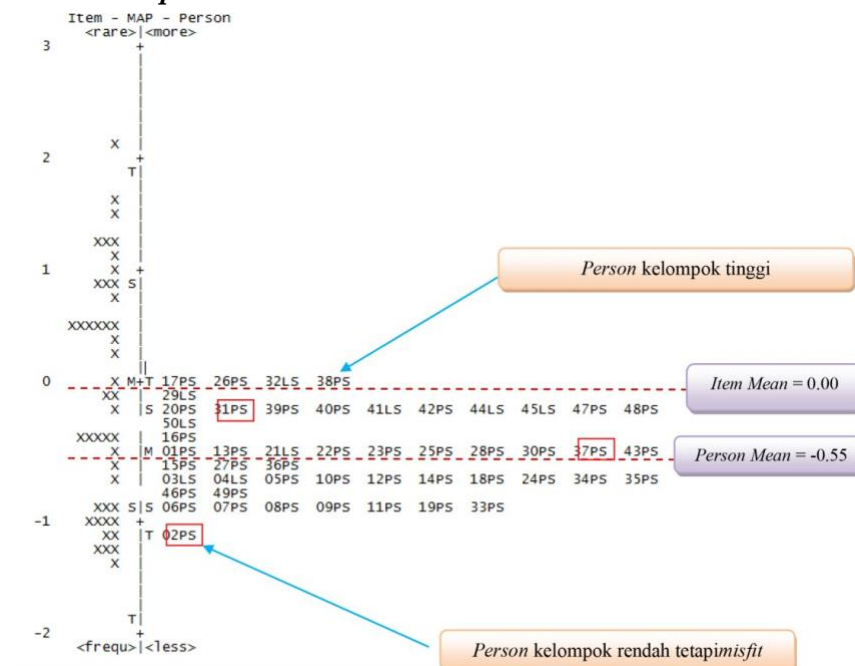 Item - MAP - Person
<rare>|<more>
3 +
X
2 +
T|
X
X
XXX
X
1 X +
XXX S|
X
XXXXXX
X
X
0 X M+T 17PS 26PS 32LS 38PS
XX 29LS
X |S 20PS 31PS 39PS 40PS 41LS 42PS 44LS 45LS 47PS 48PS
50LS
XXXXX 16PS
X |M 01PS 13PS 21LS 22PS 23PS 25PS 28PS 30PS 37PS 43PS
X 15PS 27PS 36PS
X 03LS 04LS 05PS 10PS 12PS 14PS 18PS 24PS 34PS 35PS
46PS 49PS
XXX S|S 06PS 07PS 08PS 09PS 11PS 19PS 33PS
-1 XXXX +
XX |T 02PS
XXX
X
T|
-2 +
<frequ>|<less>
Person kelompok tinggi
Item Mean = 0.00
Person Mean = -0.55
Person kelompok rendah tetapimisfit